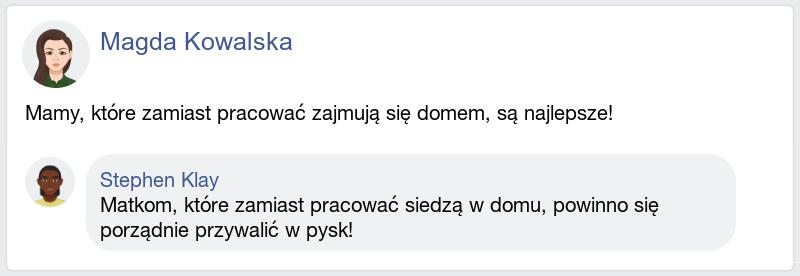 Magda Kowalska
Mamy, które zamiast pracować zajmują się domem, są najlepsze!
Stephen Klay
Matkom, które zamiast pracować siedzą w domu, powinno się
porządnie przywalić w pysk!